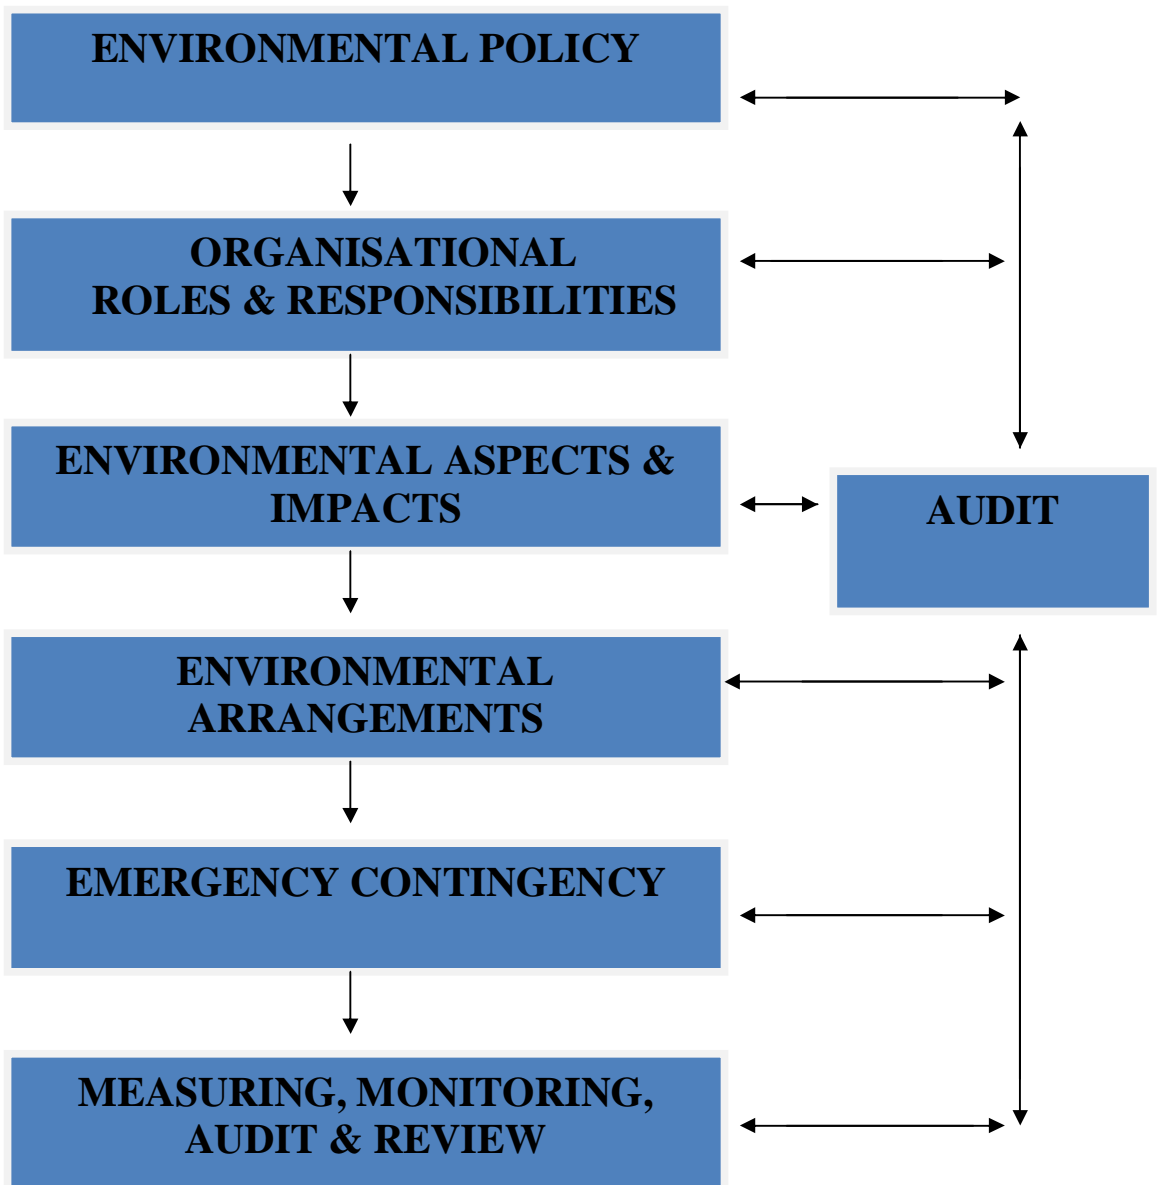 ENVIRONMENTAL POLICY
ORGANISATIONAL
ROLES & RESPONSIBILITIES
ENVIRONMENTAL ASPECTS &
IMPACTS
AUDIT
ENVIRONMENTAL
ARRANGEMENTS
EMERGENCY CONTINGENCY
MEASURING, MONITORING,
AUDIT & REVIEW